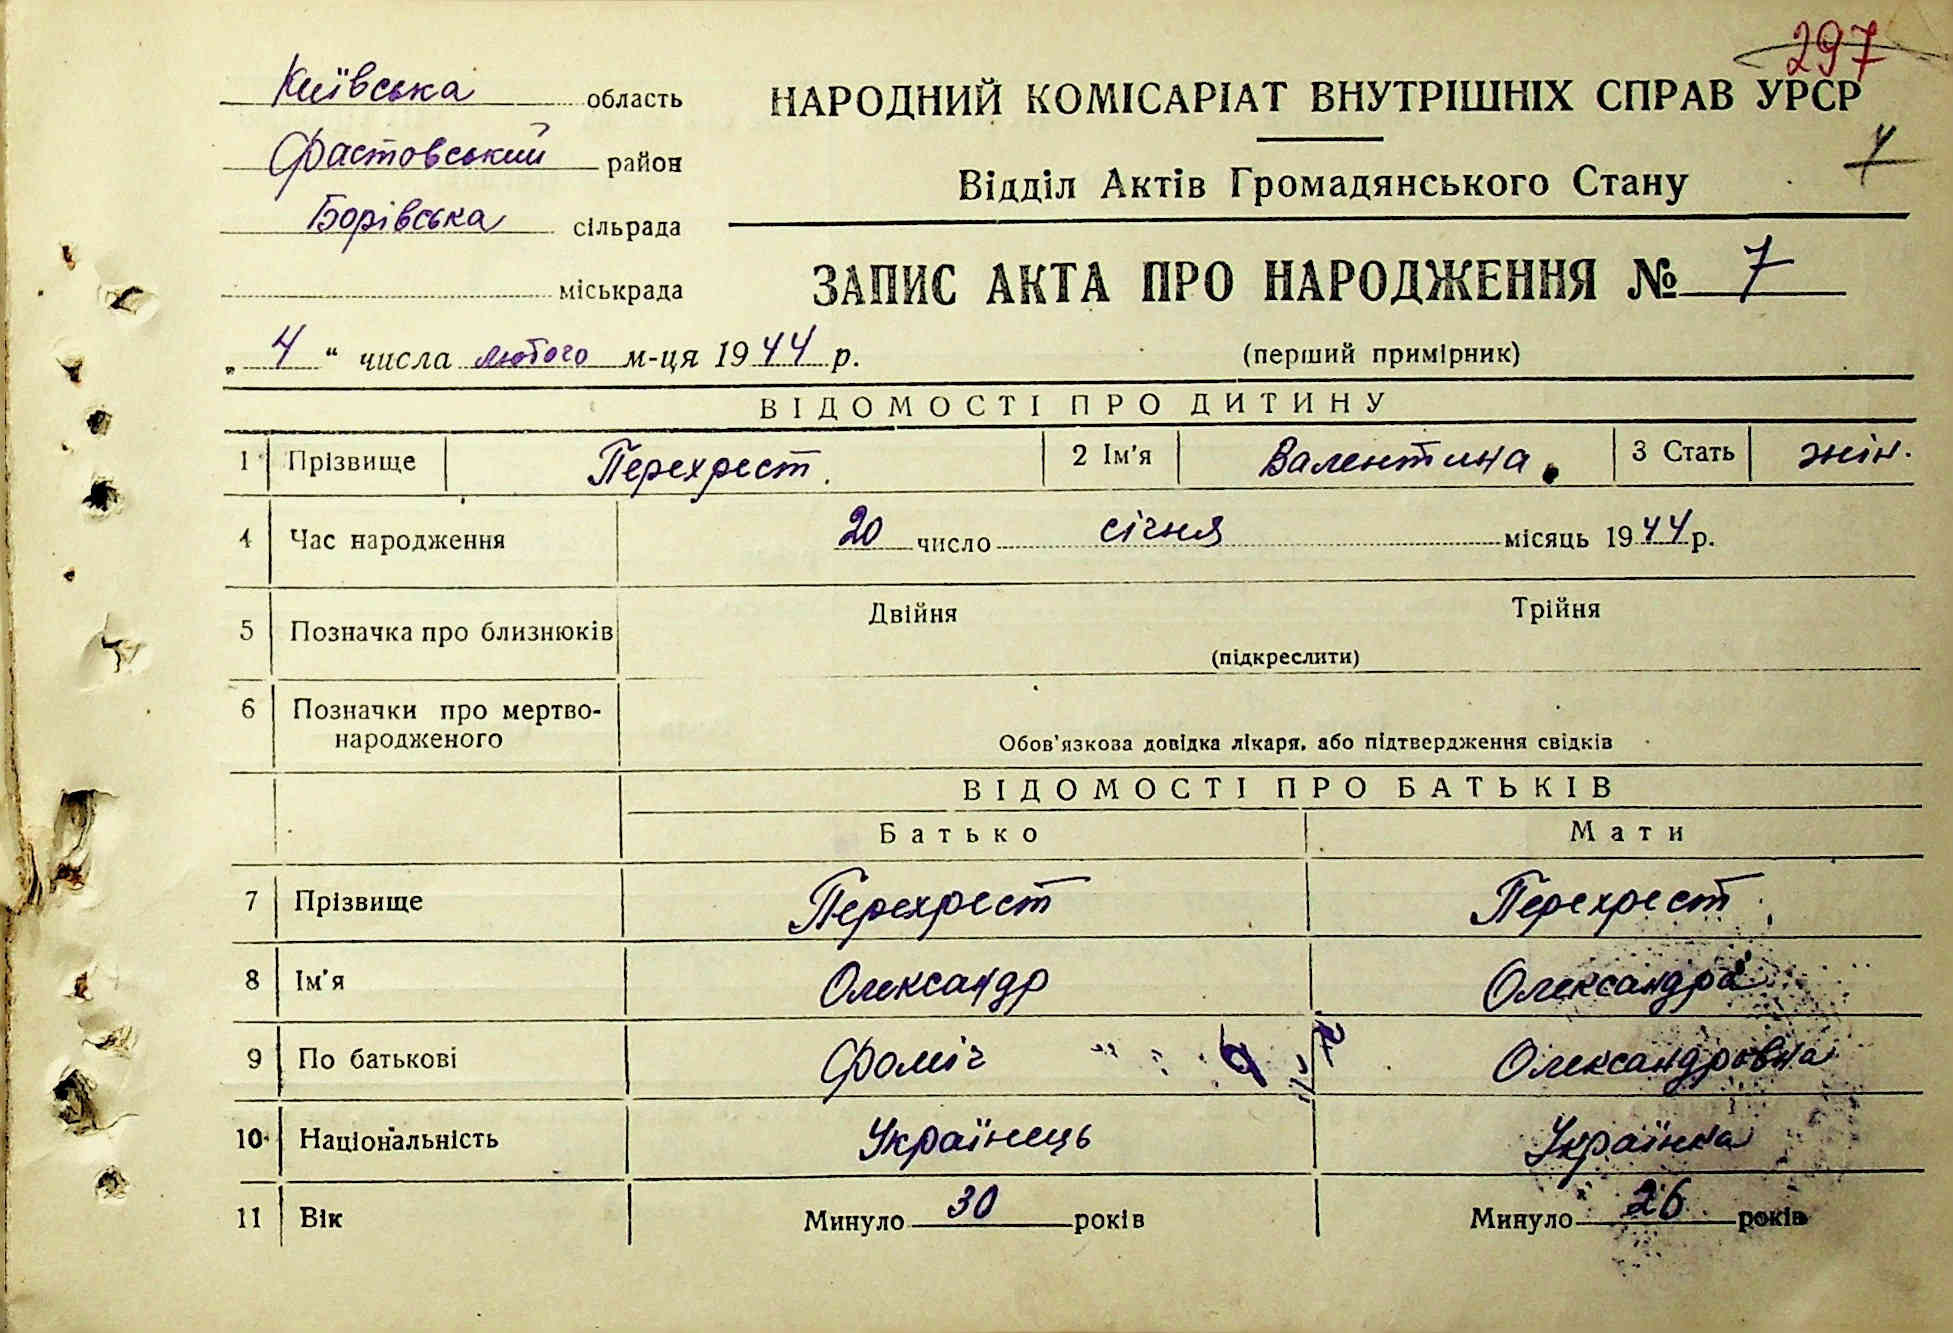 297
Київська область
НАРОДНИЙ КОМІСАРІАТ ВНУТРІШНІХ СПРАВ УРСР
Фастовський район
Відділ Актів Громадянського Стану
4
Борівська сільрада
міськрада
ЗАПИС АКТА ПРО НАРОДЖЕННЯ № 7
„ 4 “ числа лютого м-ця 1944 р.
(перший примірник)
ВІДОМОСТІ ПРО ДИТИНУ
1 Прізвище Перехрест 2 Ім'я Валентина 3 Стать жін.
4 Час народження 20 число січня місяць 1944 р.
5 Позначка про близнюків Двійня Трійня
(підкреслити)
6 Позначки про мертво-
народженого
Обов'язкова довідка лікаря, або підтвердження свідків
ВІДОМОСТІ ПРО БАТЬКІВ
Батько Мати
7 Прізвище Перехрест Перехрест
8 Ім'я Олександр Олександра
9 По батькові Фоміч Олександровна
10 Національність Українець Українка
11 Вік Минуло 30 років Минуло 26 років